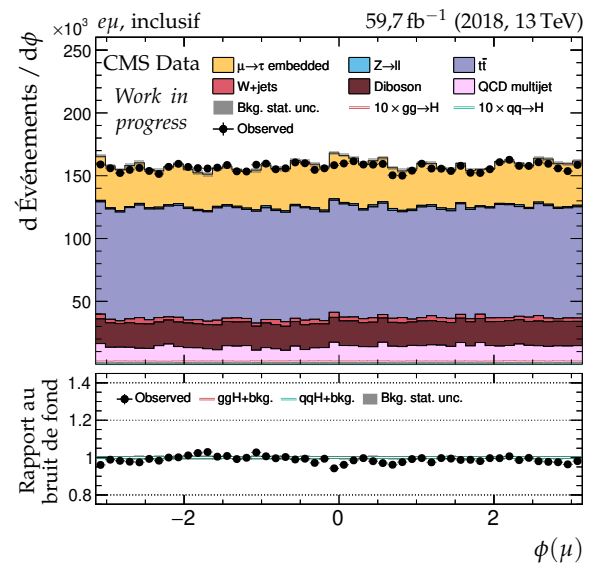 eμ, inclusif 59,7 fb⁻¹ (2018, 13 TeV)
×10³
d Événements / dϕ
250
200
150
100
50
CMS Data
Work in
progress
μ→τ embedded Z→ll tt̄
W+jets Diboson QCD multijet
Bkg. stat. unc. 10 × gg→H 10 × qq→H
Observed
Rapport au
bruit de fond
1.4
1.2
1
0.8
Observed ggH+bkg. qqH+bkg. Bkg. stat. unc.
−2 0 2
ϕ(μ)